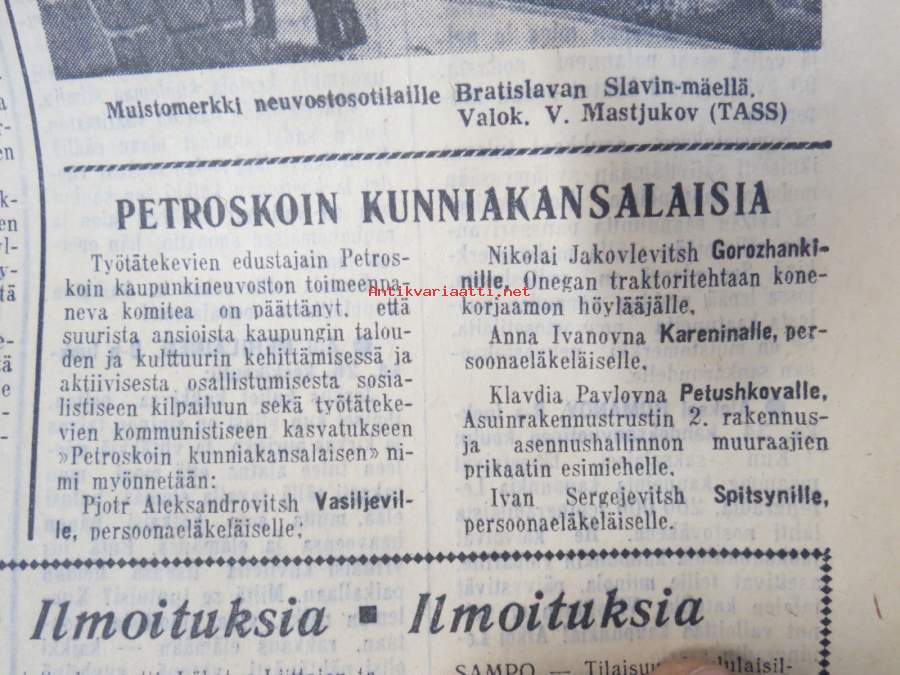 Muistomerkki neuvostosotilaille Bratislavan Slavin-mäellä.
Valok. V. Mastjukov (TASS)
PETROSKOIN KUNNIAKANSALAISIA
Työtätekevien edustajain Petros-
koin kaupunkineuvoston toimeenpa-
neva komitea on päättänyt, että
suurista ansioista kaupungin talou-
den ja kulttuurin kehittämisessä ja
aktiivisesta osallistumisesta sosia-
listiseen kilpailuun sekä työtäteke-
vien kommunistiseen kasvatukseen
»Petroskoin kunniakansalaisen» ni-
mi myönnetään:
Pjotr Aleksandrovitsh Vasiljevil-
le, persoonaeläkeläiselle.
Nikolai Jakovlevitsh Gorozhanki-
nille, Onegan traktoritehtaan kone-
korjaamon höylääjälle.
Anna Ivanovna Kareninalle, per-
soonaeläkeläiselle.
Klavdia Pavlovna Petushkovalle,
Asuinrakennustrustin 2. rakennus-
ja asennushallinnon muuraajien
prikaatin esimiehelle.
Ivan Sergejevitsh Spitsynille,
persoonaeläkeläiselle.
Antikvariaatti.net
Ilmoituksia ▪ Ilmoituksia
SAMPO —